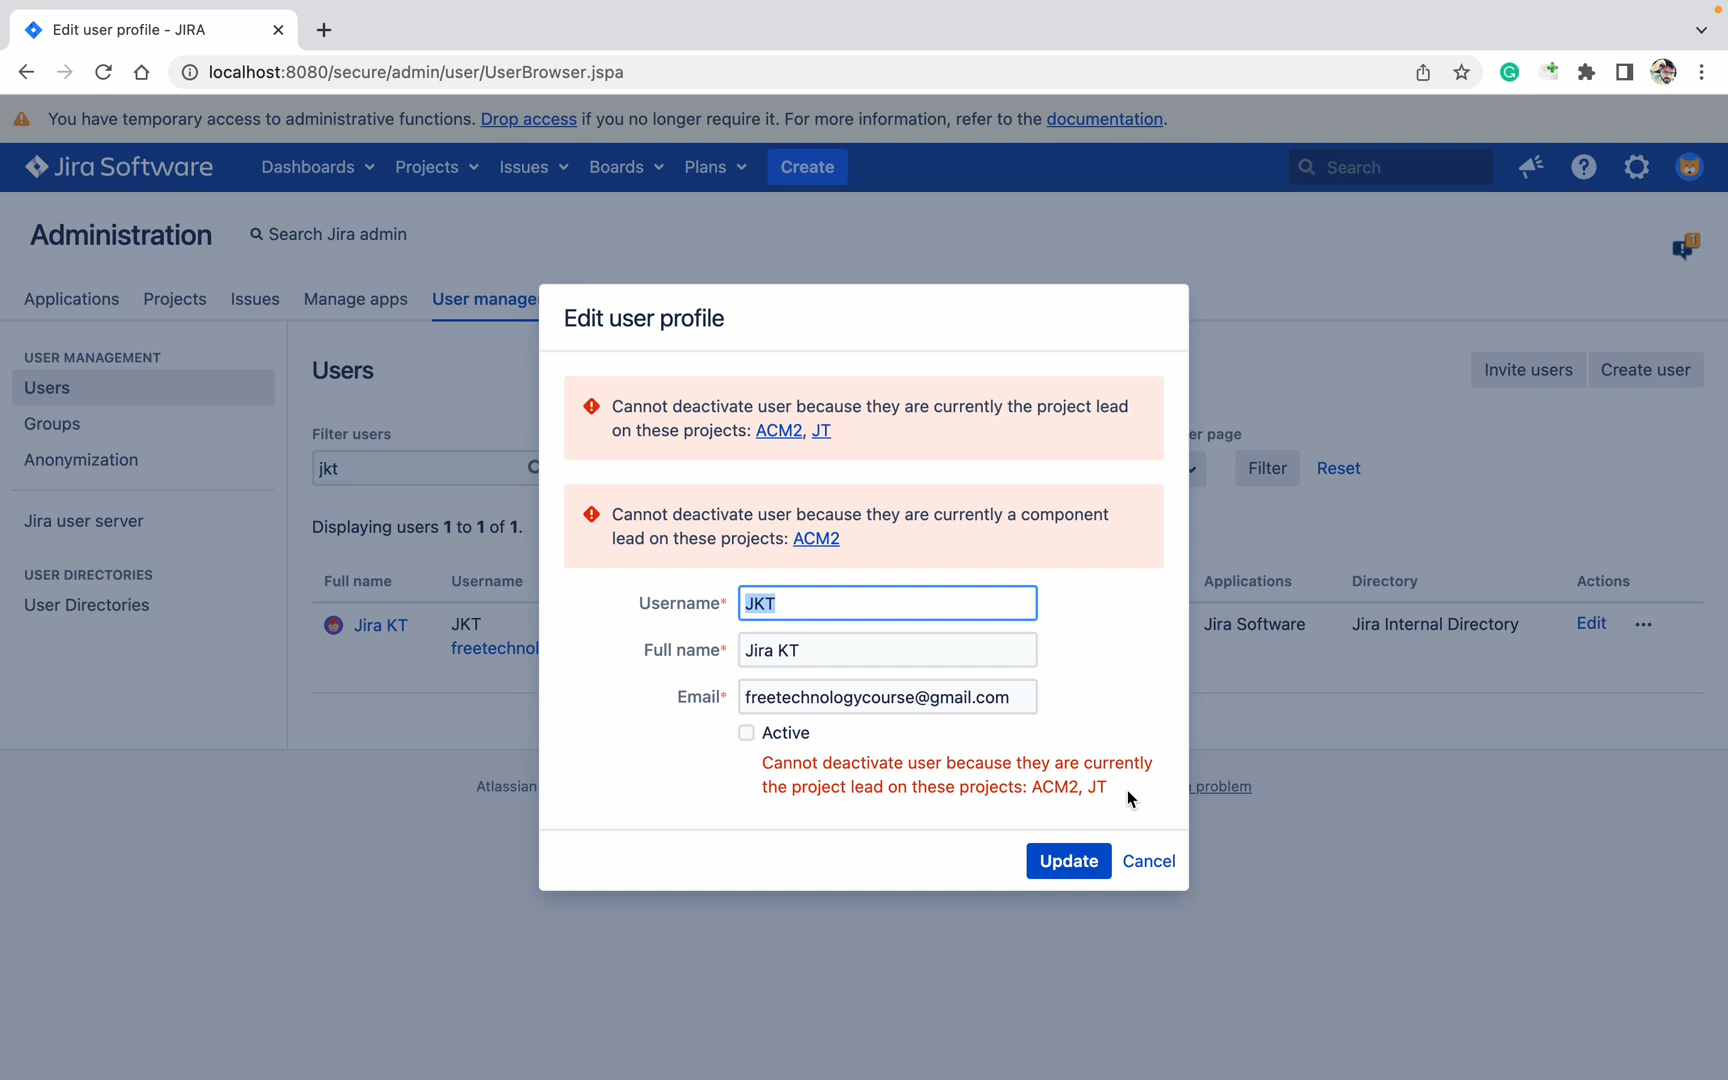 Edit user profile - JIRA
localhost:8080/secure/admin/user/UserBrowser.jspa
You have temporary access to administrative functions. Drop access if you no longer require it. For more information, refer to the documentation.
Jira Software Dashboards Projects Issues Boards Plans Create Search
Administration Search Jira admin
Applications Projects Issues Manage apps User manage
Edit user profile
USER MANAGEMENT
Users
Groups
Anonymization
Jira user server
USER DIRECTORIES
User Directories
Users
Invite users Create user
Filter users
er page
jkt
Filter Reset
Displaying users 1 to 1 of 1.
Full name Username Applications Directory Actions
Jira KT JKT Jira Software Jira Internal Directory Edit
freetechnol
Cannot deactivate user because they are currently the project lead
on these projects: ACM2, JT
Cannot deactivate user because they are currently a component
lead on these projects: ACM2
Username* JKT
Full name* Jira KT
Email* freetechnologycourse@gmail.com
Active
Cannot deactivate user because they are currently
the project lead on these projects: ACM2, JT
Atlassian problem
Update Cancel